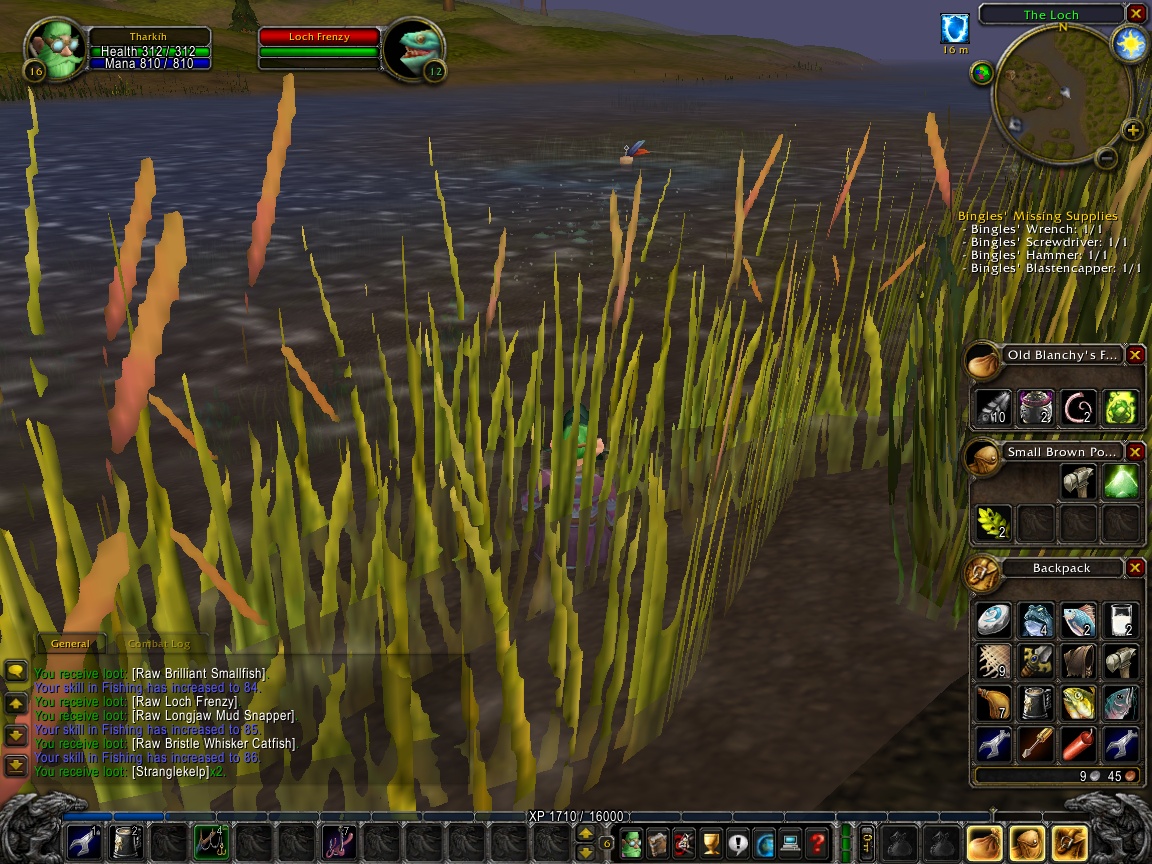 Tharkih
Health 312 / 312
Mana 810 / 810
16
Loch Frenzy
12
16 m
The Loch
N
Bingles' Missing Supplies
- Bingles' Wrench: 1/1
- Bingles' Screwdriver: 1/1
- Bingles' Hammer: 1/1
- Bingles' Blastencapper: 1/1
Old Blanchy's F...
10 2 2
Small Brown Po...
2
Backpack
4 2 2
9
7
9 45
General Combat Log
You receive loot: [Raw Brilliant Smallfish].
Your skill in Fishing has increased to 84.
You receive loot: [Raw Loch Frenzy].
You receive loot: [Raw Longjaw Mud Snapper].
Your skill in Fishing has increased to 85.
You receive loot: [Raw Bristle Whisker Catfish].
Your skill in Fishing has increased to 86.
You receive loot: [Stranglekelp]x2.
XP 1710 / 16000
6